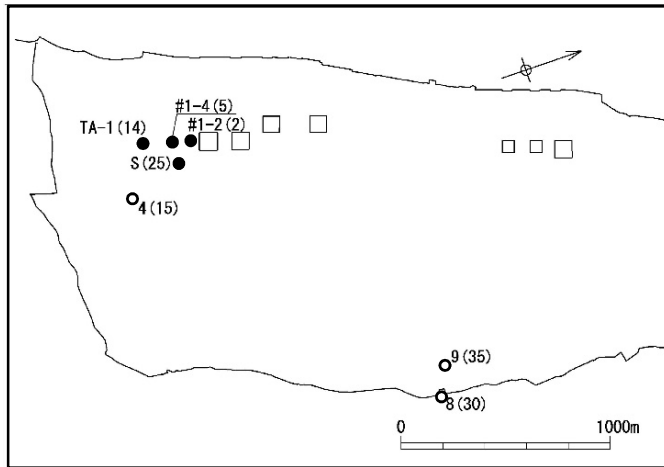 #1-4(5)
TA-1(14)
#1-2(2)
S(25)
4(15)
9(35)
8(30)
0 1000m